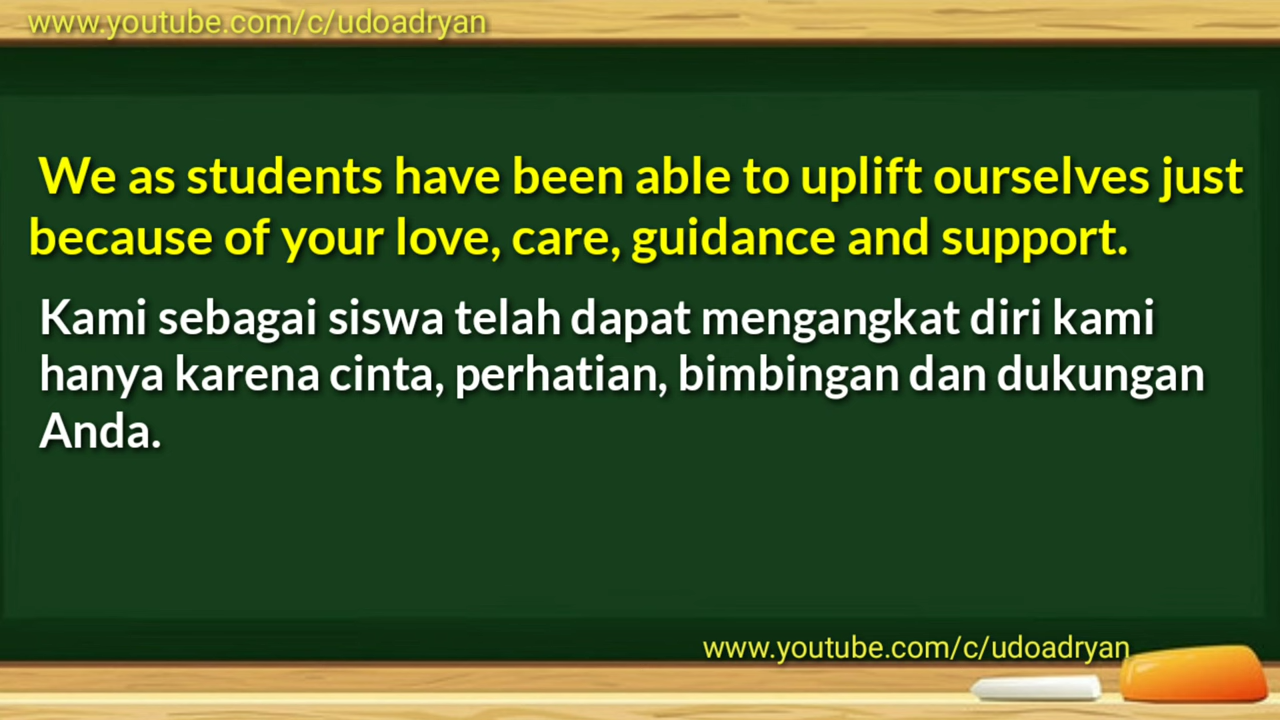 www.youtube.com/c/udoadryan
We as students have been able to uplift ourselves just
because of your love, care, guidance and support.
Kami sebagai siswa telah dapat mengangkat diri kami
hanya karena cinta, perhatian, bimbingan dan dukungan
Anda.
www.youtube.com/c/udoadryan